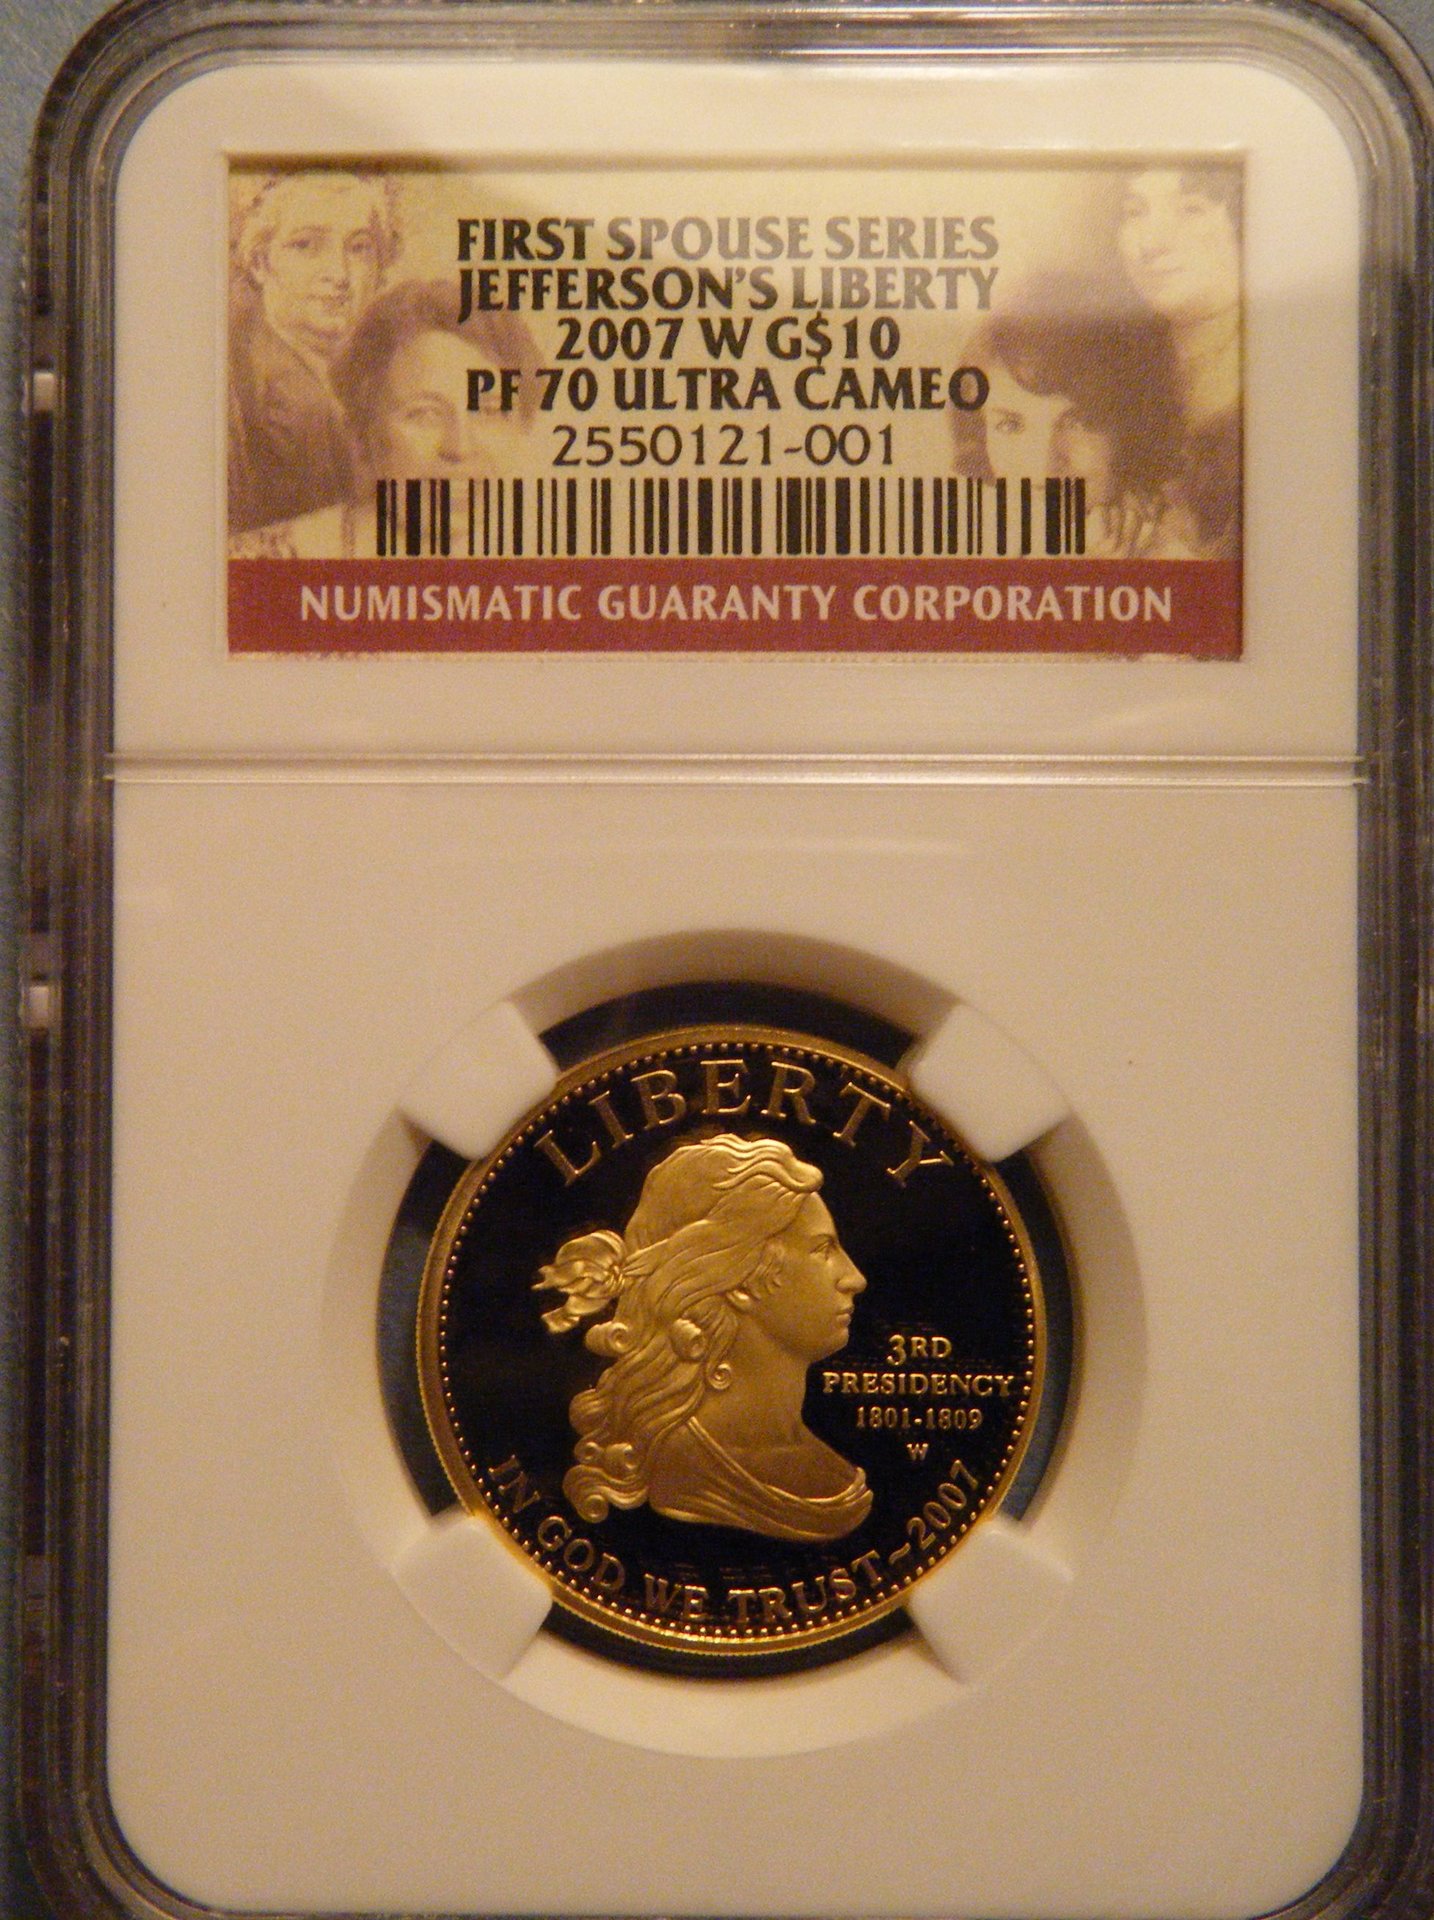 FIRST SPOUSE SERIES
JEFFERSON'S LIBERTY
2007 W G$10
PF 70 ULTRA CAMEO
2550121-001
NUMISMATIC GUARANTY CORPORATION
LIBERTY
3RD
PRESIDENCY
1801-1809
W
IN GOD WE TRUST~2007